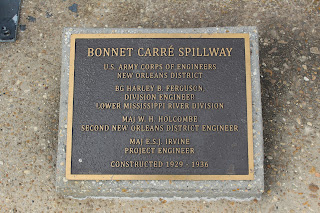 BONNET CARRÉ SPILLWAY
U.S. ARMY CORPS OF ENGINEERS
NEW ORLEANS DISTRICT
BG HARLEY B. FERGUSON
DIVISION ENGINEER
LOWER MISSISSIPPI RIVER DIVISION
MAJ W. H. HOLCOMBE
SECOND NEW ORLEANS DISTRICT ENGINEER
MAJ E.S.J. IRVINE
PROJECT ENGINEER
CONSTRUCTED 1929 - 1936